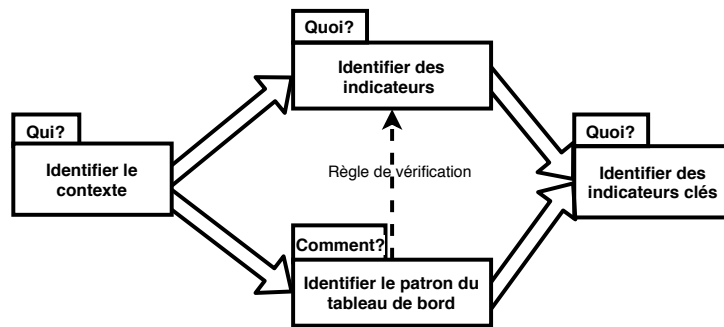 Quoi?
Identifier des
indicateurs
Qui?
Identifier le
contexte
Règle de vérification
Quoi?
Identifier des
indicateurs clés
Comment?
Identifier le patron du
tableau de bord